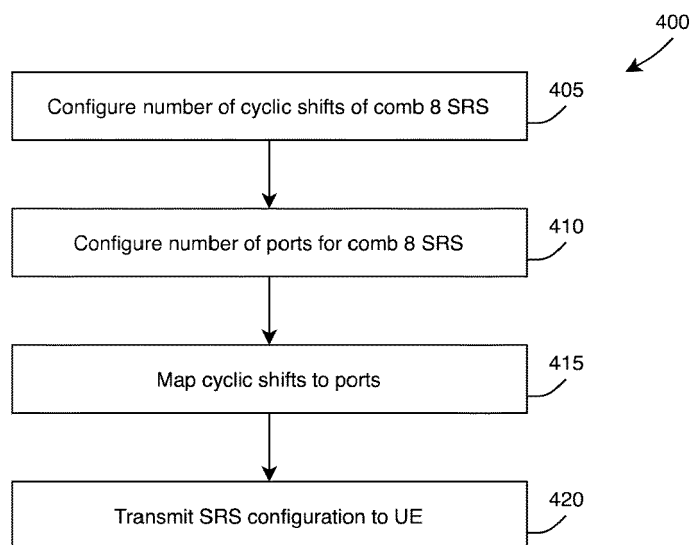 400
Configure number of cyclic shifts of comb 8 SRS
405
Configure number of ports for comb 8 SRS
410
Map cyclic shifts to ports
415
Transmit SRS configuration to UE
420